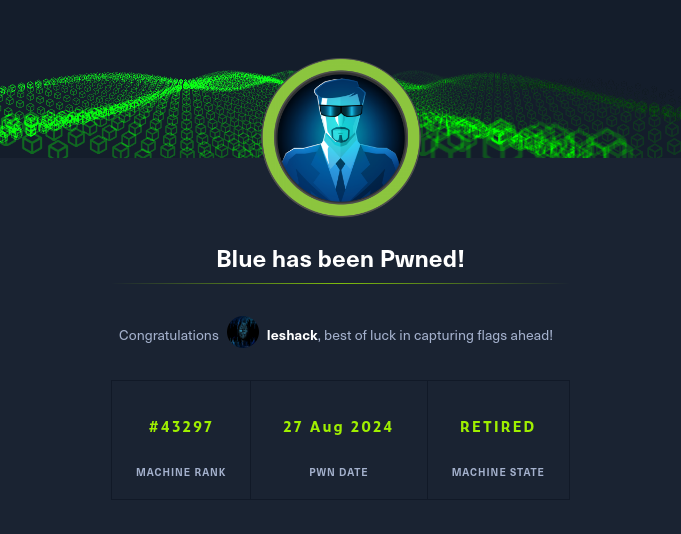 Blue has been Pwned!
Congratulations leshack, best of luck in capturing flags ahead!
#43297 27 Aug 2024 RETIRED
MACHINE RANK PWN DATE MACHINE STATE